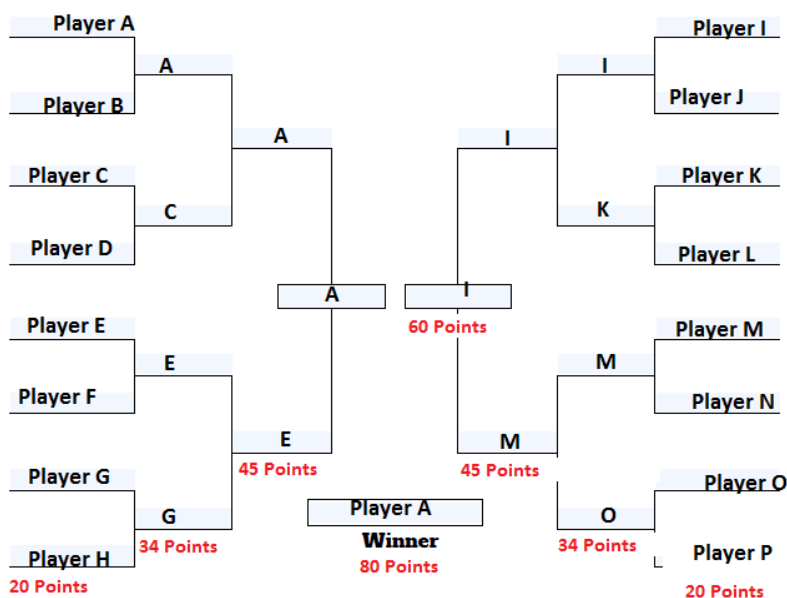 Player A
A
Player B
A
Player C
C
Player D
A
Player E
E
Player F
E
45 Points
Player G
G
34 Points
Player H
20 Points
Player I
I
Player J
I
Player K
K
Player L
I
60 Points
Player M
M
Player N
M
45 Points
Player O
O
34 Points
Player P
20 Points
Player A
Winner
80 Points